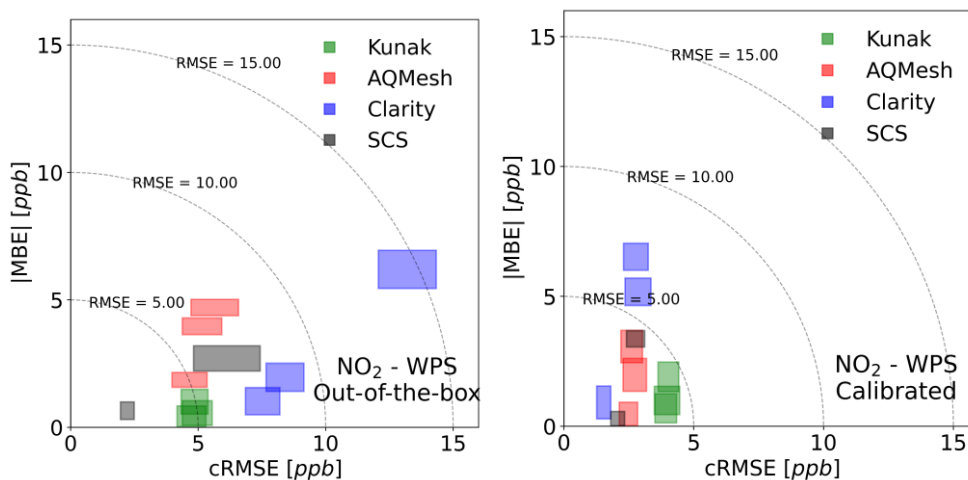 15
10
5
0
|MBE| [ppb]
RMSE = 15.00
RMSE = 10.00
RMSE = 5.00
Kunak
AQMesh
Clarity
SCS
NO₂ - WPS
Out-of-the-box
0
5
10
15
cRMSE [ppb]
15
10
5
0
|MBE| [ppb]
RMSE = 15.00
RMSE = 10.00
RMSE = 5.00
Kunak
AQMesh
Clarity
SCS
NO₂ - WPS
Calibrated
0
5
10
15
cRMSE [ppb]